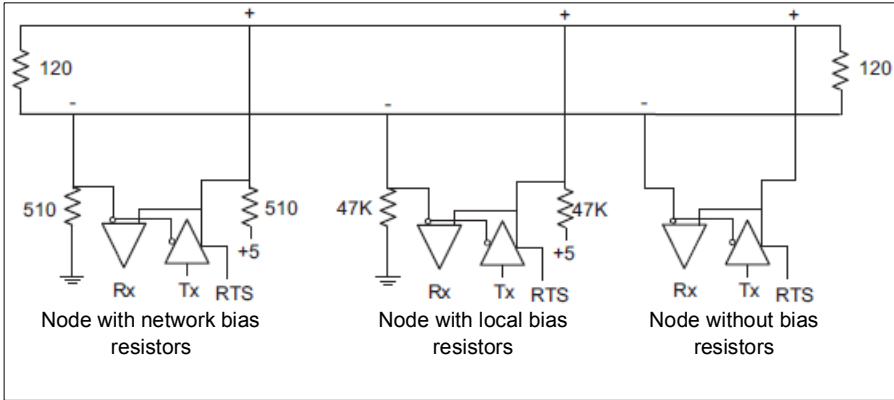 + + +
120 120
- - -
510 510 47K 47K
+5 +5
Rx Tx RTS Rx Tx RTS Rx Tx RTS
Node with network bias
resistors
Node with local bias
resistors
Node without bias
resistors